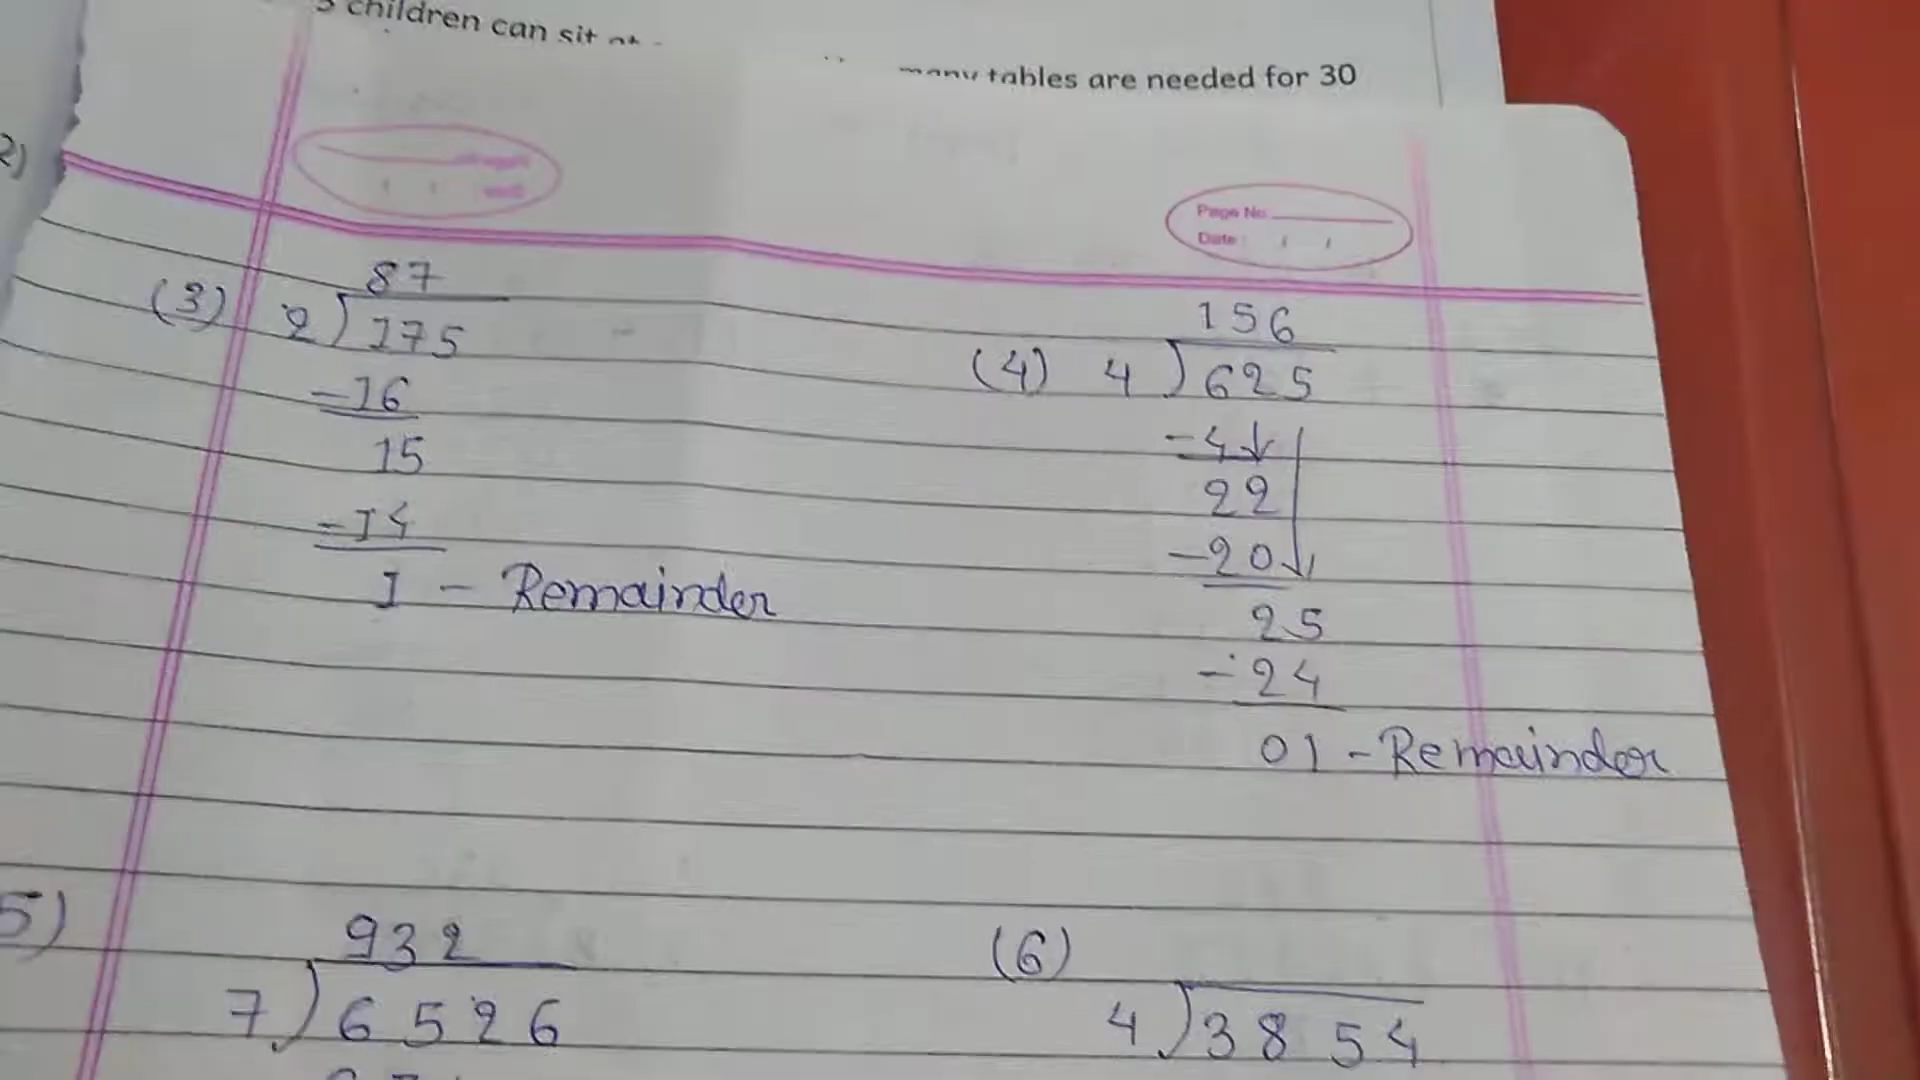 children can sit
many tables are needed for 30
2)
Page No.
Date :
(3) 2) 175
87
-16
15
-14
1 - Remainder
(4) 4) 625
156
-4
22
-20
25
-24
01 - Remainder
5)
932
7) 6526
(6)
4) 3854